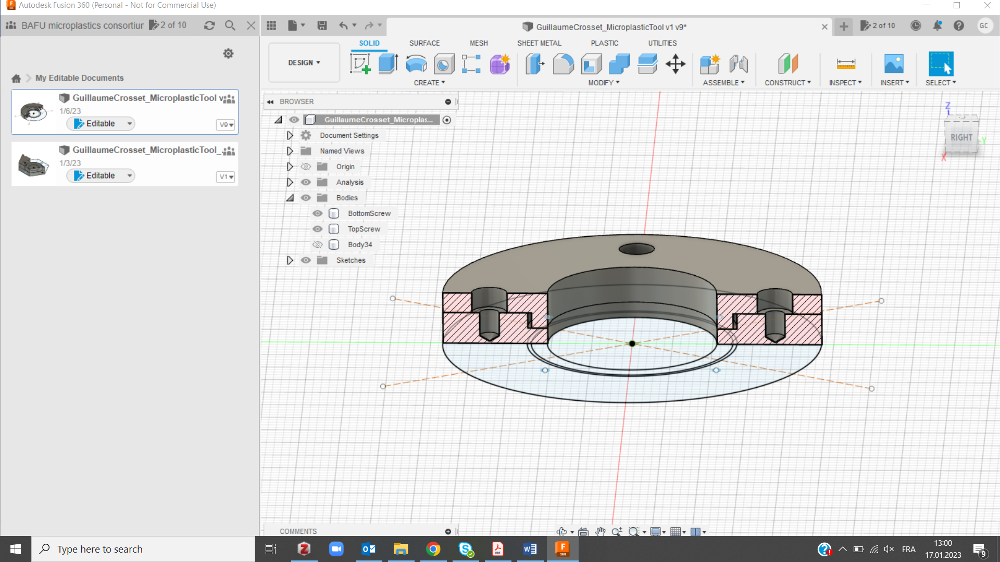 Autodesk Fusion 360 (Personal - Not for Commercial Use)
BAFU microplastics consortiur
2 of 10
GuillaumeCrosset_MicroplasticTool v1 v9*
2 of 10
GC
SOLID
SURFACE
MESH
SHEET METAL
PLASTIC
UTILITIES
DESIGN
CREATE
MODIFY
ASSEMBLE
CONSTRUCT
INSPECT
INSERT
SELECT
My Editable Documents
GuillaumeCrosset_MicroplasticTool v
1/6/23
Editable
V9
GuillaumeCrosset_MicroplasticTool_
1/3/23
Editable
V1
BROWSER
GuillaumeCrosset_Microplas...
Document Settings
Named Views
Origin
Analysis
Bodies
BottomScrew
TopScrew
Body34
Sketches
Z
RIGHT
Y
X
COMMENTS
Type here to search
FRA
13:00
17.01.2023
9